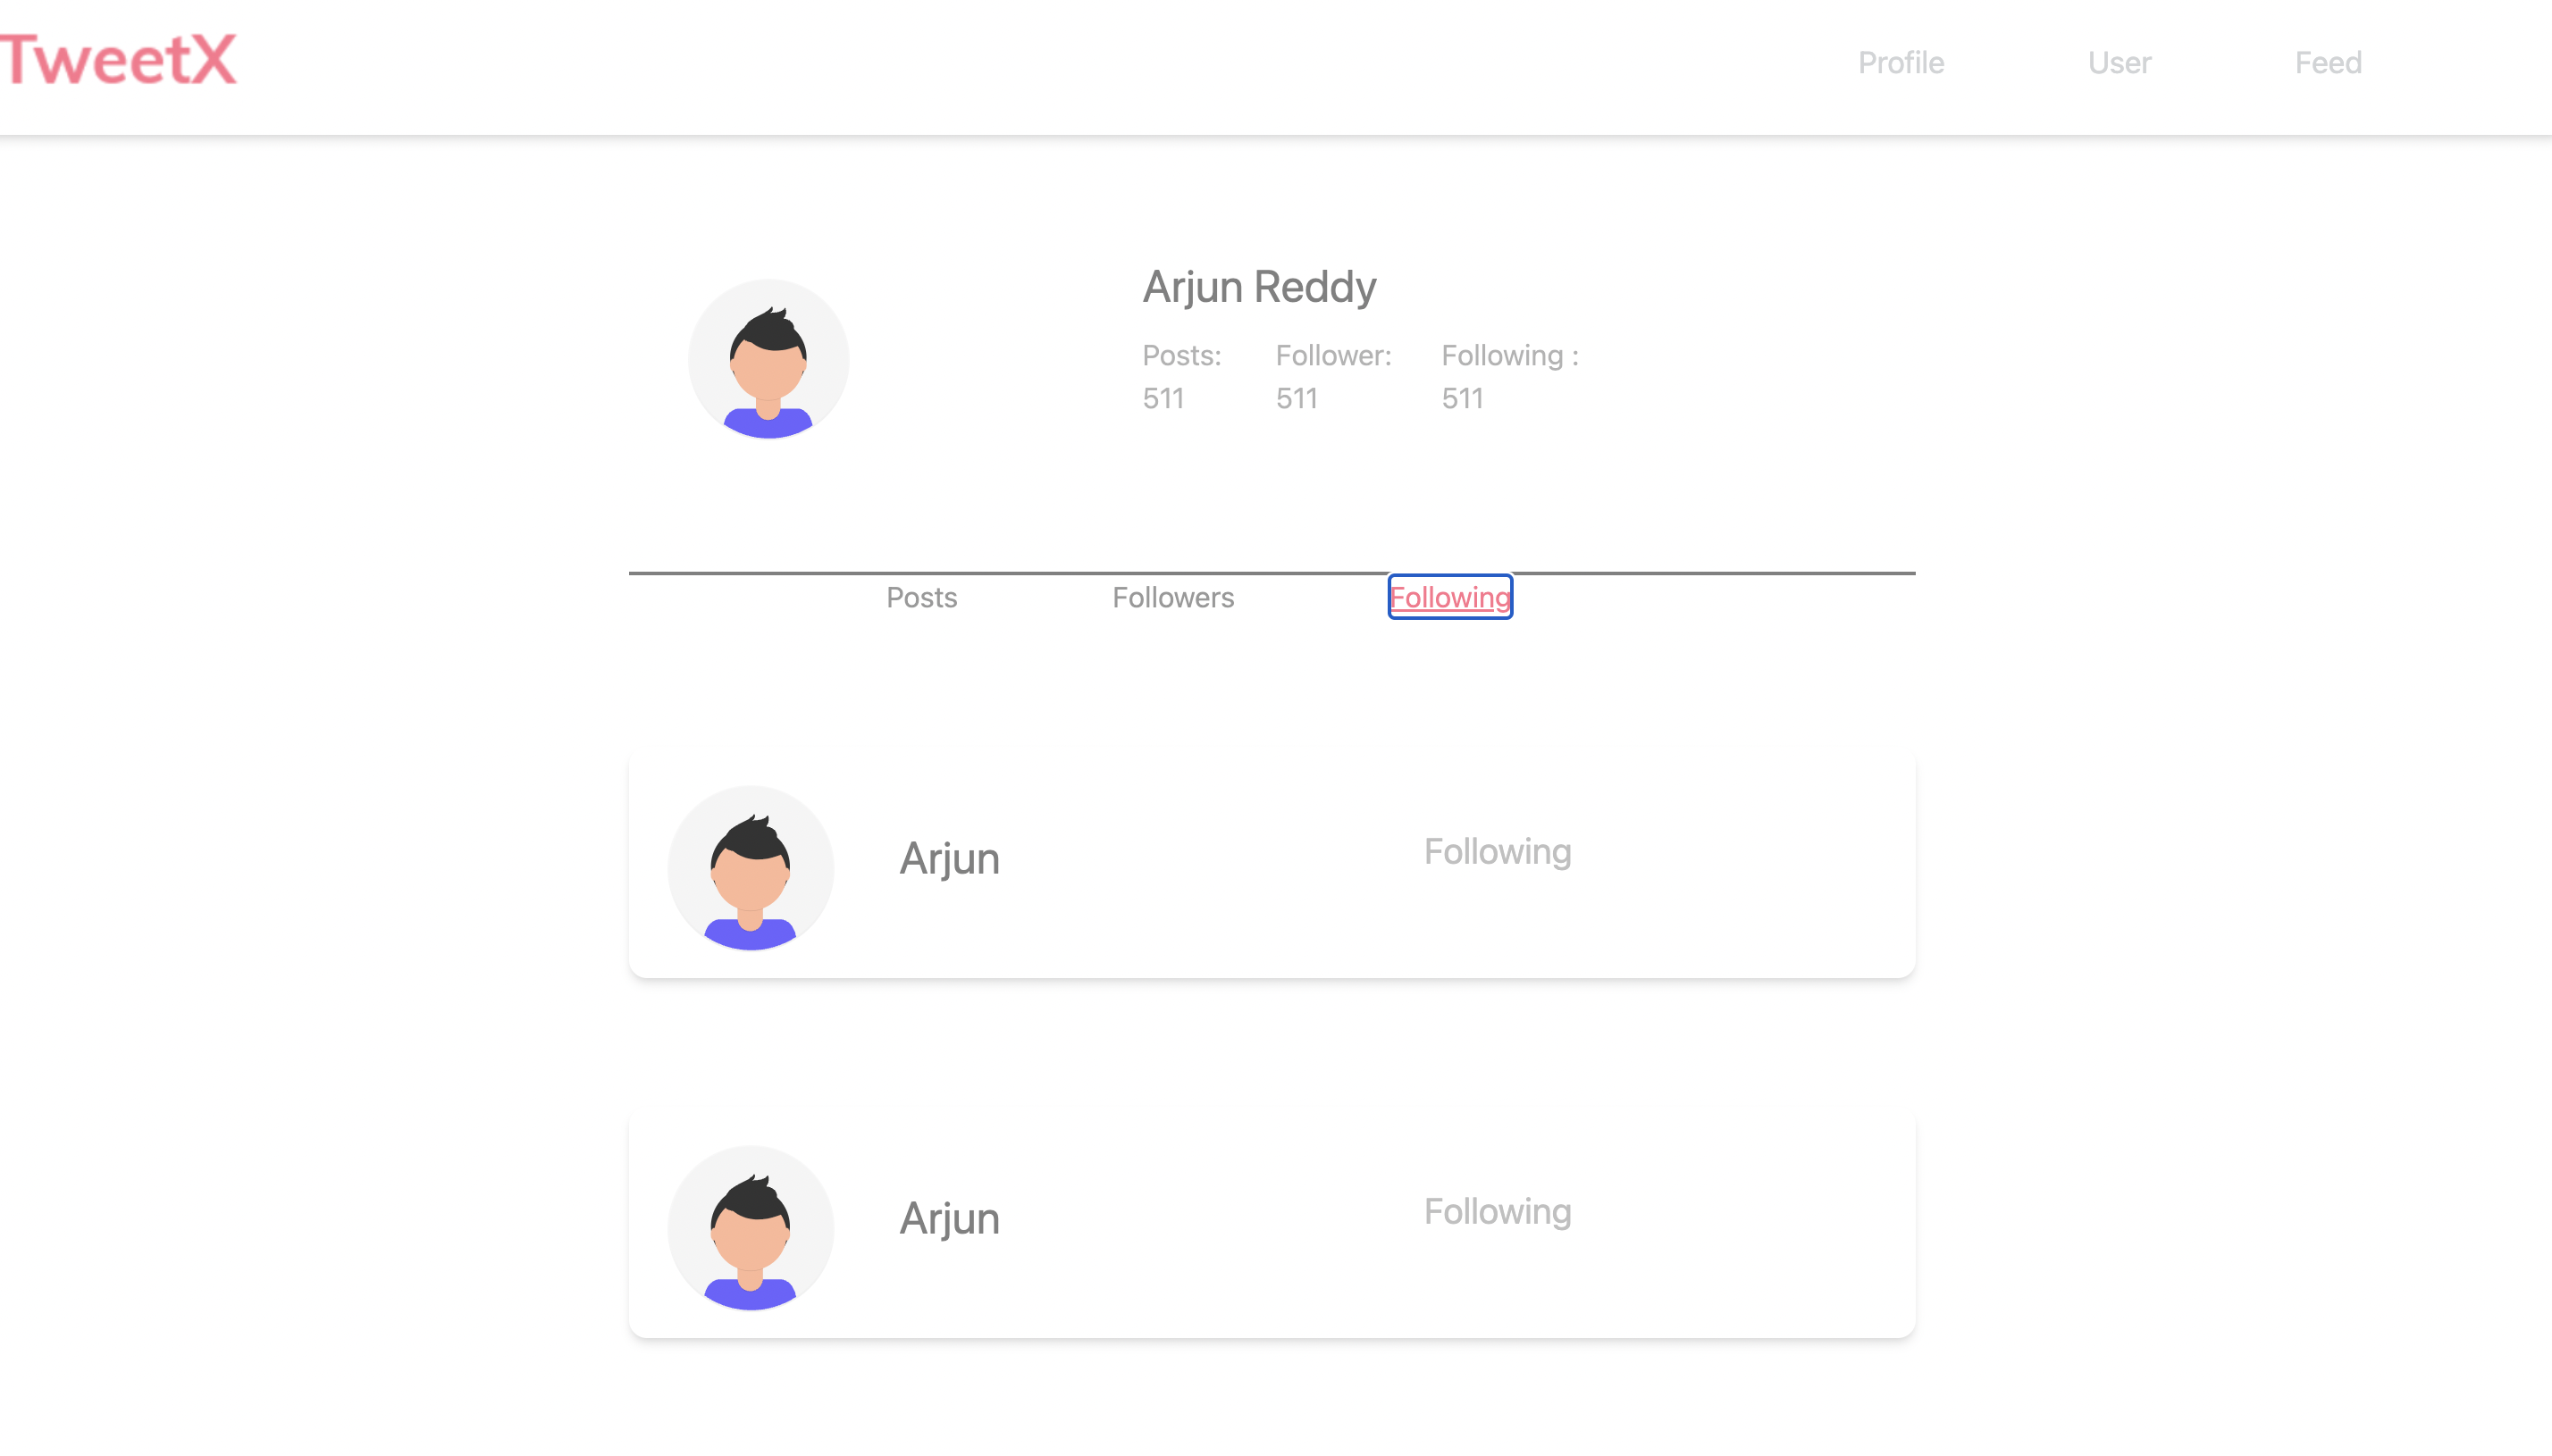 TweetX
Profile User Feed
Arjun Reddy
Posts: Follower: Following :
511 511 511
Posts Followers Following
Arjun Following
Arjun Following